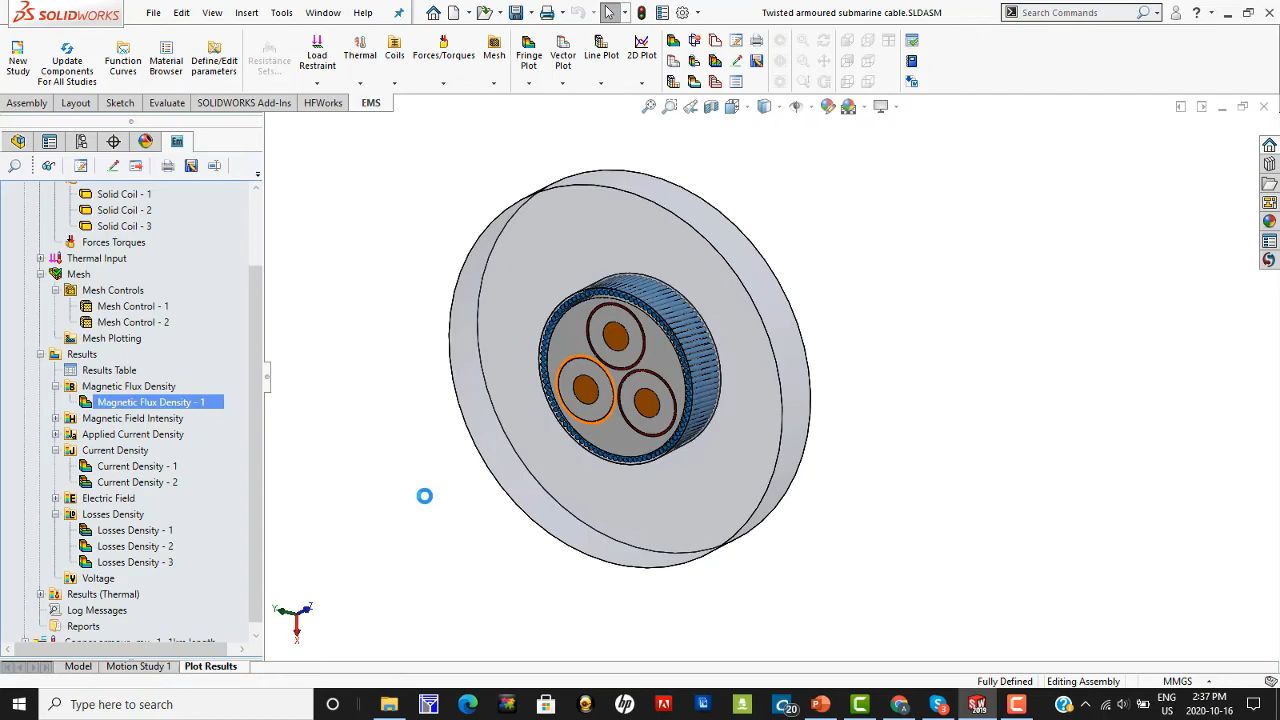 SOLIDWORKS File Edit View Insert Tools Window Help Twisted armoured submarine cable.SLDASM Search Commands
New Study Update Components For All Studies Function Curves Material Browser Define/Edit parameters Resistance Sets... Load Restraint Thermal Coils Forces/Torques Mesh Fringe Plot Vector Plot Line Plot 2D Plot
Assembly Layout Sketch Evaluate SOLIDWORKS Add-Ins HFWorks EMS
Solid Coil - 1
Solid Coil - 2
Solid Coil - 3
Forces Torques
Thermal Input
Mesh
Mesh Controls
Mesh Control - 1
Mesh Control - 2
Mesh Plotting
Results
Results Table
Magnetic Flux Density
Magnetic Flux Density - 1
Magnetic Field Intensity
Applied Current Density
Current Density
Current Density - 1
Current Density - 2
Electric Field
Losses Density
Losses Density - 1
Losses Density - 2
Losses Density - 3
Voltage
Results (Thermal)
Log Messages
Reports
Y Z
X
Model Motion Study 1 Plot Results
Fully Defined Editing Assembly MMGS
Type here to search 20 2019 ENG US 2:37 PM 2020-10-16